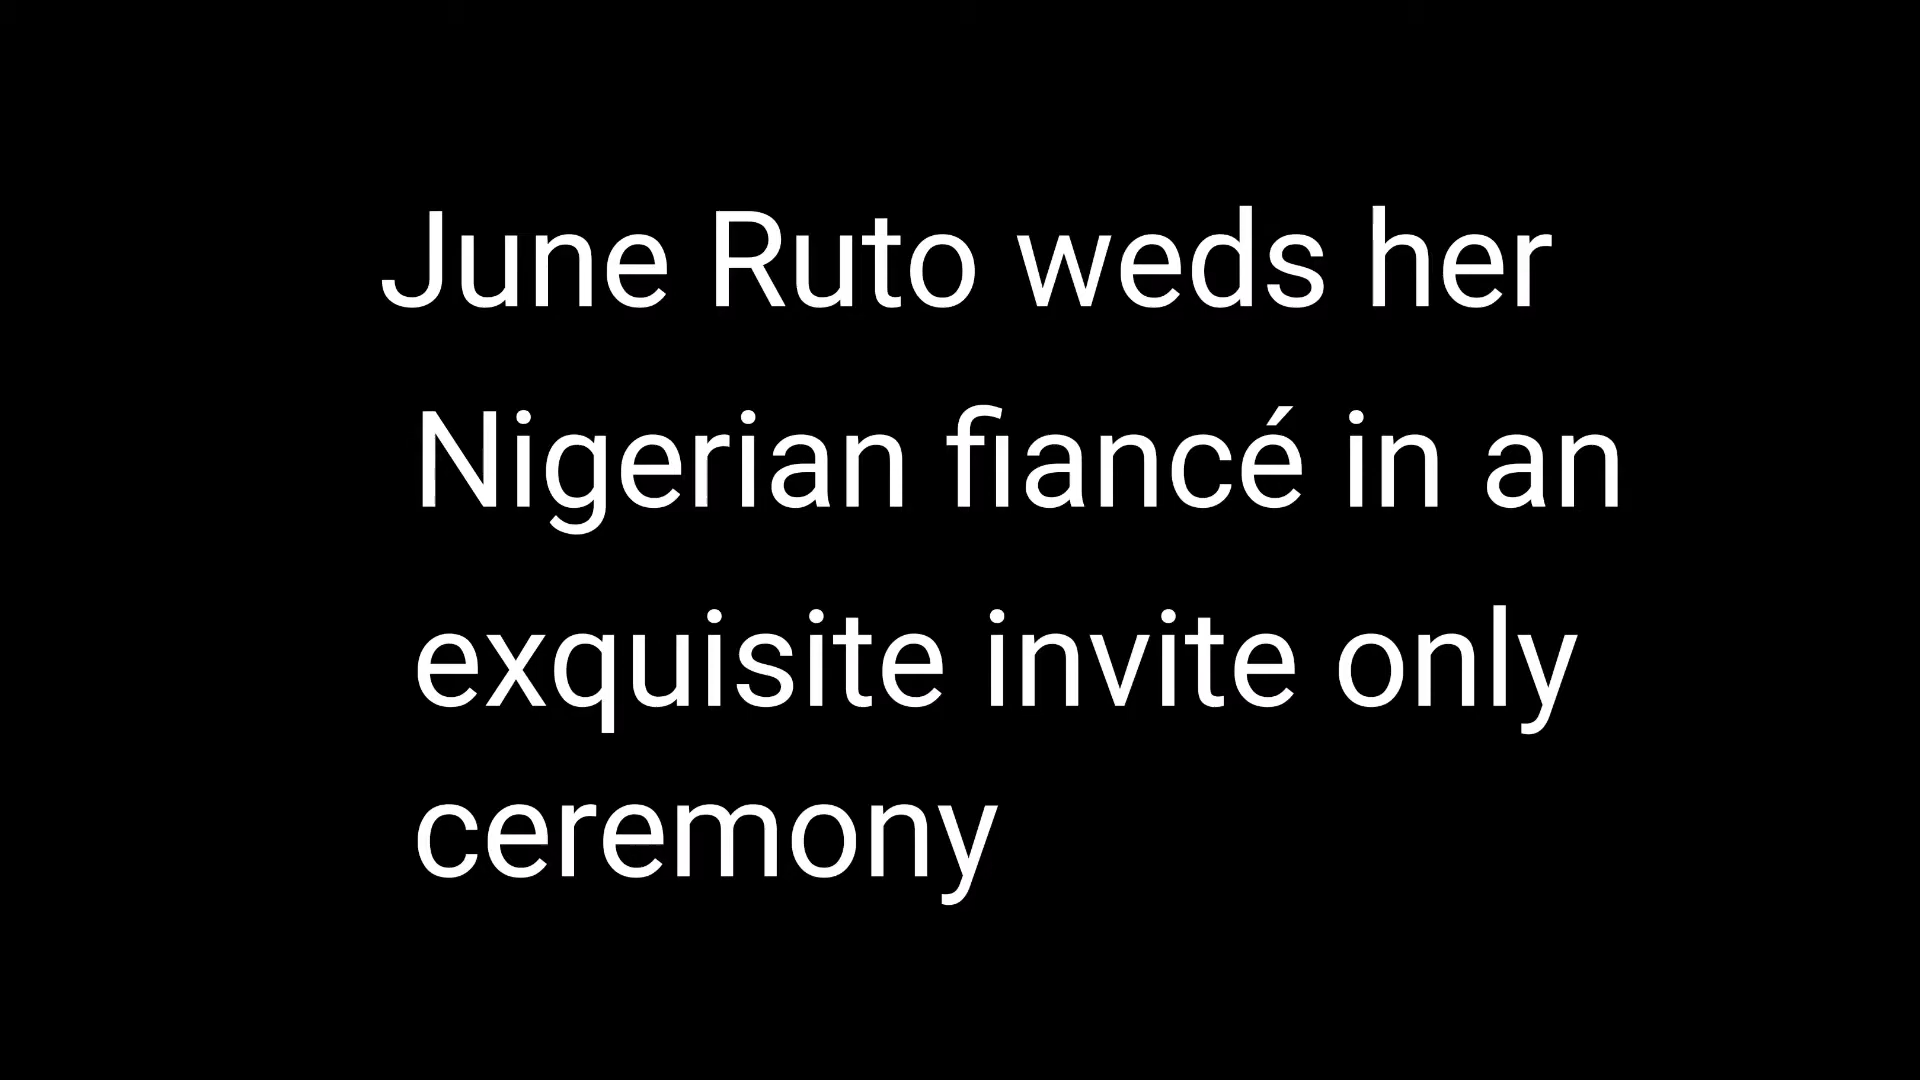 June Ruto weds her
Nigerian fiancé in an
exquisite invite only
ceremony